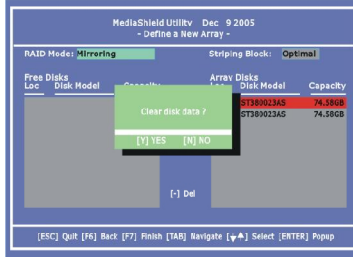 MediaShield Utility Dec 9 2005
- Define a New Array -
RAID Mode: Mirroring Striping Block: Optimal
Free Disks Array Disks
Loc Disk Model Disk Model Capacity
ST380023AS 74.58GB
Clear disk data ? ST380023AS 74.58GB
[Y] YES [N] NO
[-] Del
[ESC] Quit [F6] Back [F7] Finish [TAB] Navigate [↓↑] Select [ENTER] Popup